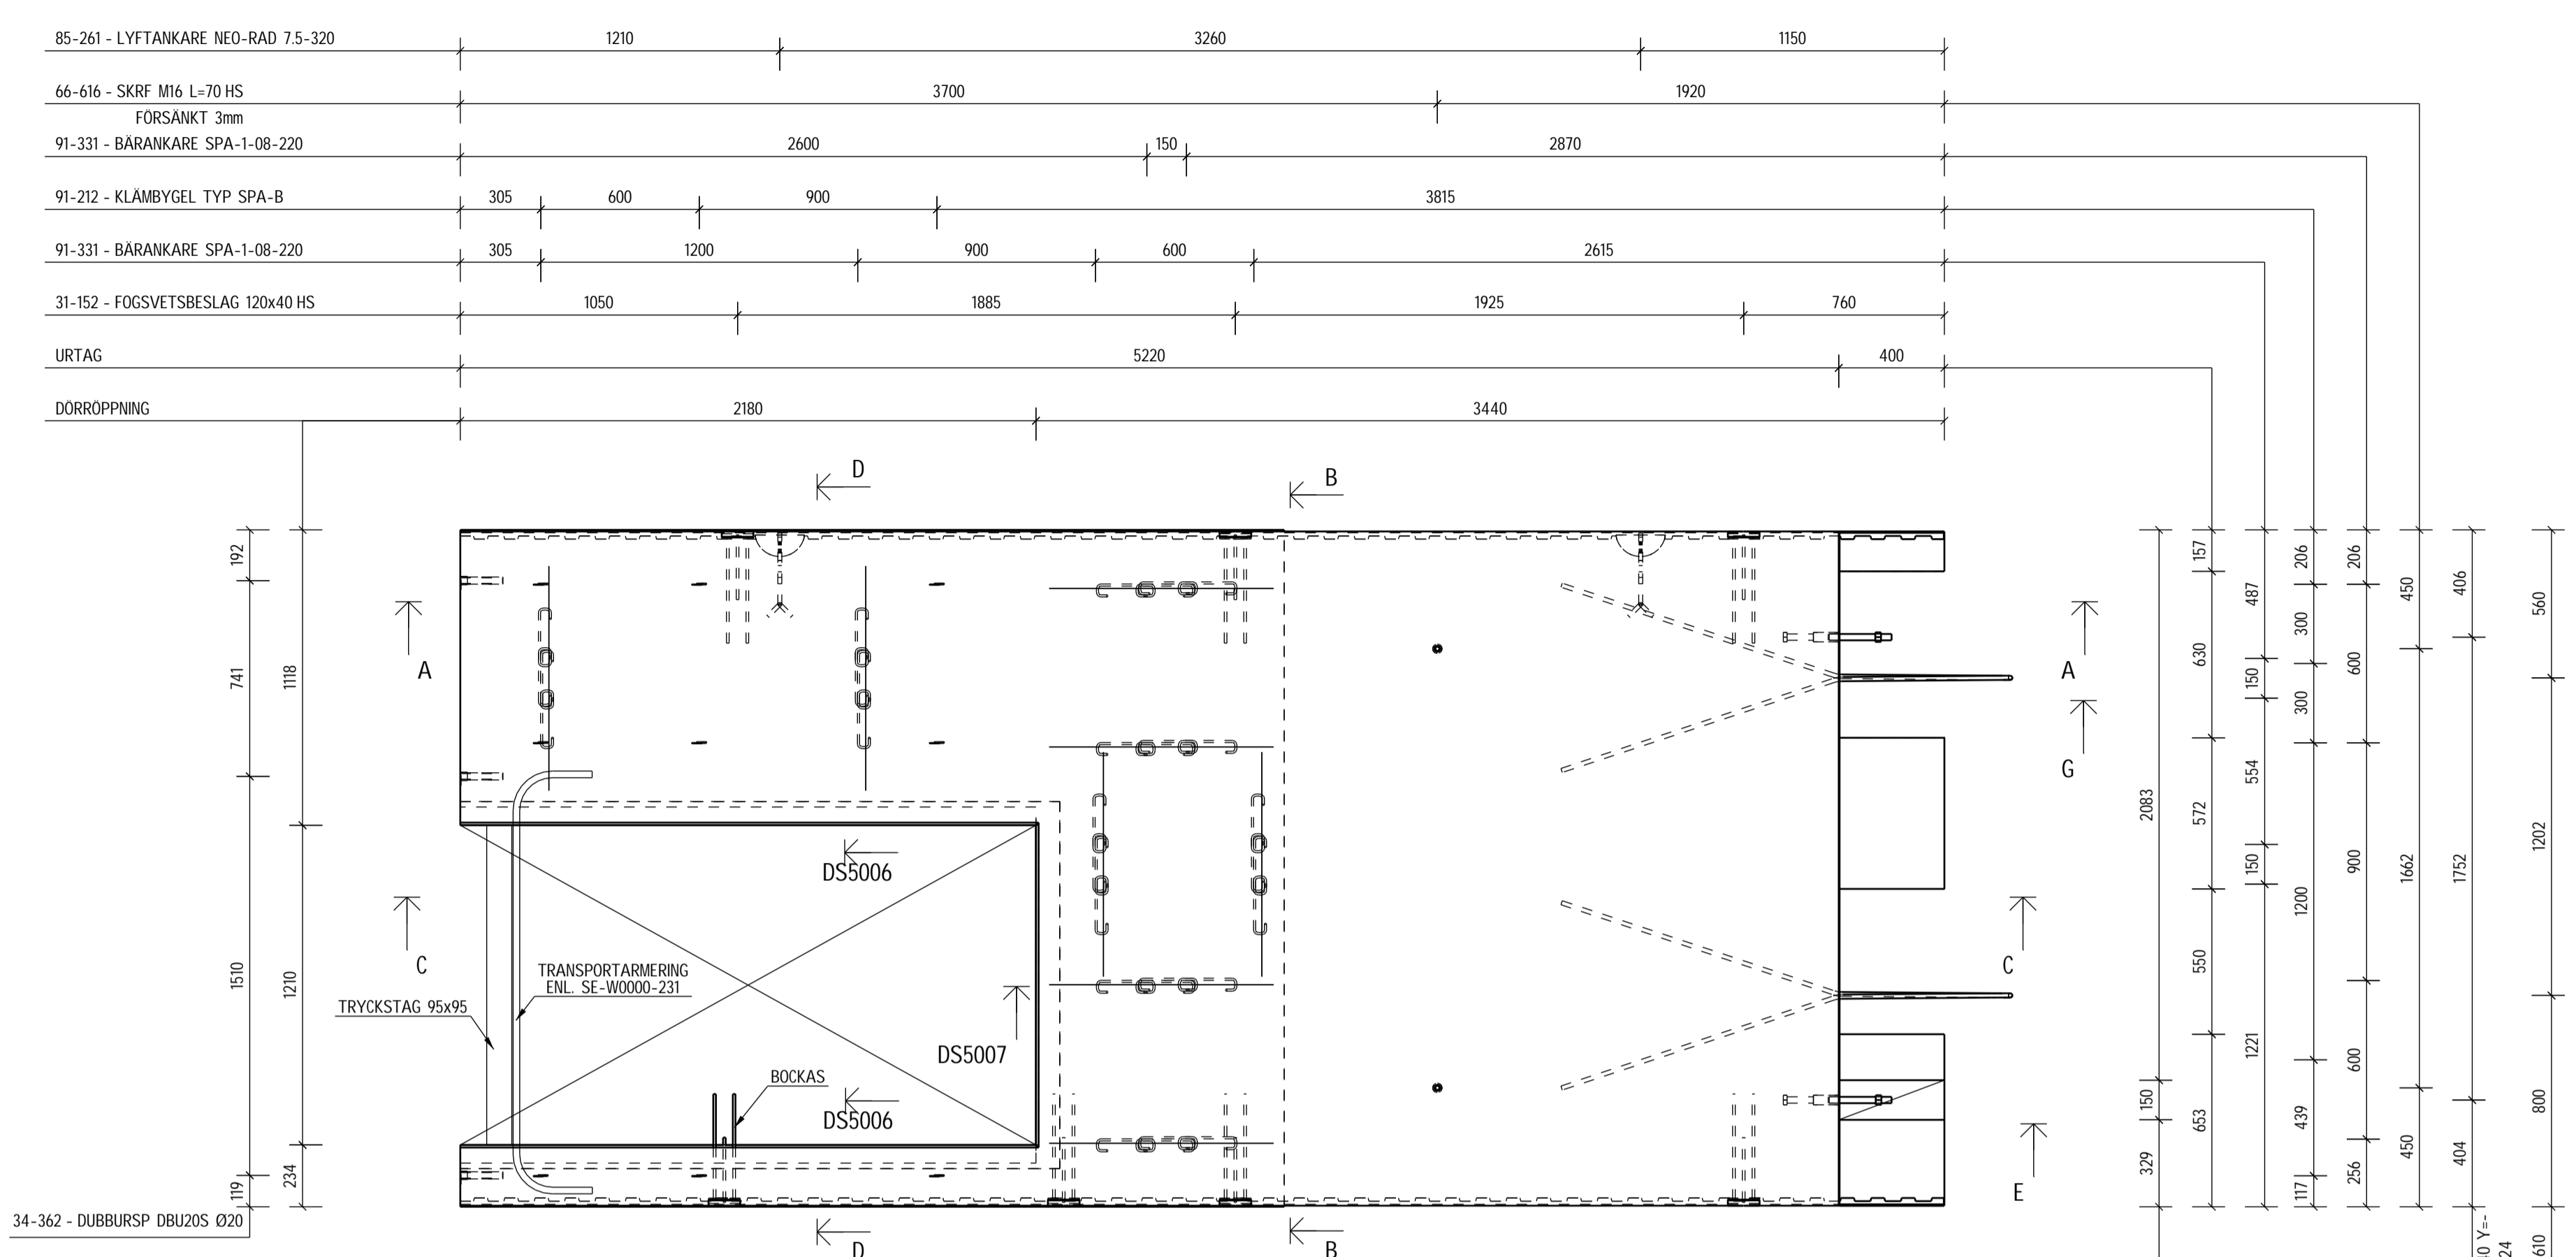 85-261 - LYFTANKARE NEO-RAD 7.5-320 1210 3260 1150
66-616 - SKRF M16 L=70 HS 3700 1920
FÖRSÄNKT 3mm
91-331 - BÄRANKARE SPA-1-08-220 2600 150 2870
91-212 - KLÄMBYGEL TYP SPA-B 305 600 900 3815
91-331 - BÄRANKARE SPA-1-08-220 305 1200 900 600 2615
31-152 - FOGSVETSBESLAG 120x40 HS 1050 1885 1925 760
URTAG 5220 400
DÖRRÖPPNING 2180 3440
D B
192 741 1510 119
1118 1210 234
A A
G
C C
DS5006
TRANSPORTARMERING
ENL. SE-W0000-231
TRYCKSTAG 95x95
DS5007
BOCKAS
DS5006
E
2083 150 329
157 630 572 550 653
487 150 554 150 1221
206 300 300 1200 439 117
206 600 900 600 256
450 1662 450
406 1752 404
560 1202 800 610
34-362 - DUBBURSP DBU20S Ø20
D B
Y=-
24